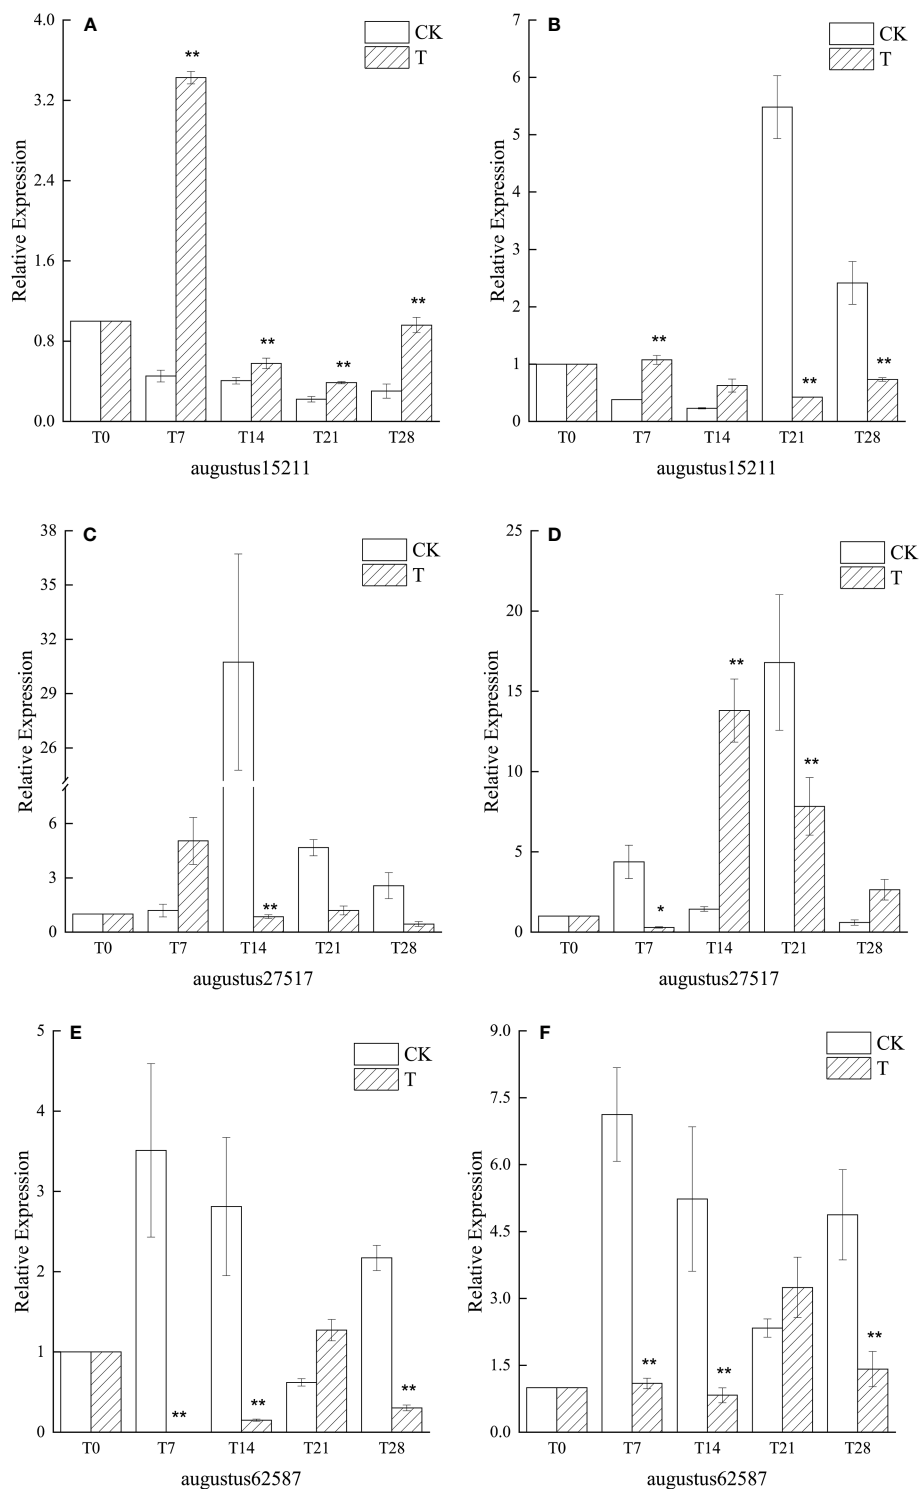 A
CK
T
4.0
3.2
2.4
1.6
0.8
0.0
Relative Expression
**
**
**
**
T0 T7 T14 T21 T28
augustus15211
B
CK
T
7
6
5
4
3
2
1
0
Relative Expression
**
**
**
T0 T7 T14 T21 T28
augustus15211
C
CK
T
38
35
32
29
26
6
3
0
Relative Expression
**
T0 T7 T14 T21 T28
augustus27517
D
CK
T
25
20
15
10
5
0
Relative Expression
*
**
**
T0 T7 T14 T21 T28
augustus27517
E
CK
T
5
4
3
2
1
0
Relative Expression
**
**
**
T0 T7 T14 T21 T28
augustus62587
F
CK
T
9.0
7.5
6.0
4.5
3.0
1.5
0.0
Relative Expression
**
**
**
T0 T7 T14 T21 T28
augustus62587